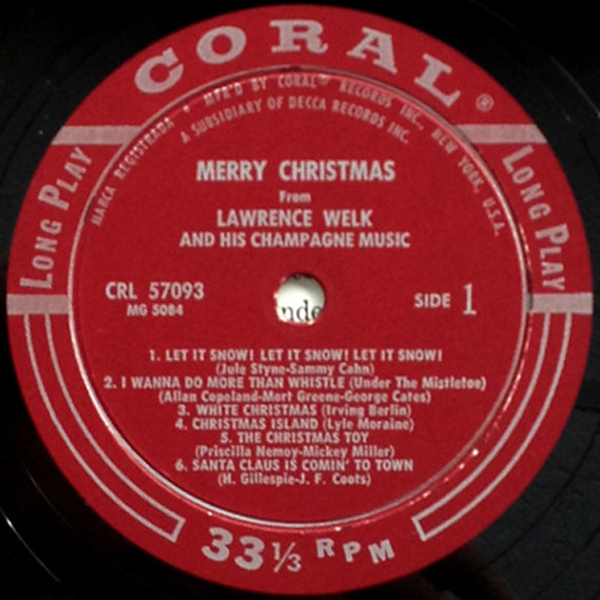 CORAL®
MARCA REGISTRADA • MF'G'D BY CORAL RECORDS INC., NEW YORK, U.S.A.
A SUBSIDIARY OF DECCA RECORDS INC.
LONG PLAY
LONG PLAY
MERRY CHRISTMAS
From
LAWRENCE WELK
AND HIS CHAMPAGNE MUSIC
CRL 57093
MG 5084
SIDE 1
nde
1. LET IT SNOW! LET IT SNOW! LET IT SNOW!
(Jule Styne-Sammy Cahn)
2. I WANNA DO MORE THAN WHISTLE (Under The Mistletoe)
(Allan Copeland-Mort Greene-George Cates)
3. WHITE CHRISTMAS (Irving Berlin)
4. CHRISTMAS ISLAND (Lyle Moraine)
5. THE CHRISTMAS TOY
(Priscilla Nemoy-Mickey Miller)
6. SANTA CLAUS IS COMIN' TO TOWN
(H. Gillespie-J. F. Coots)
33 1/3 RPM